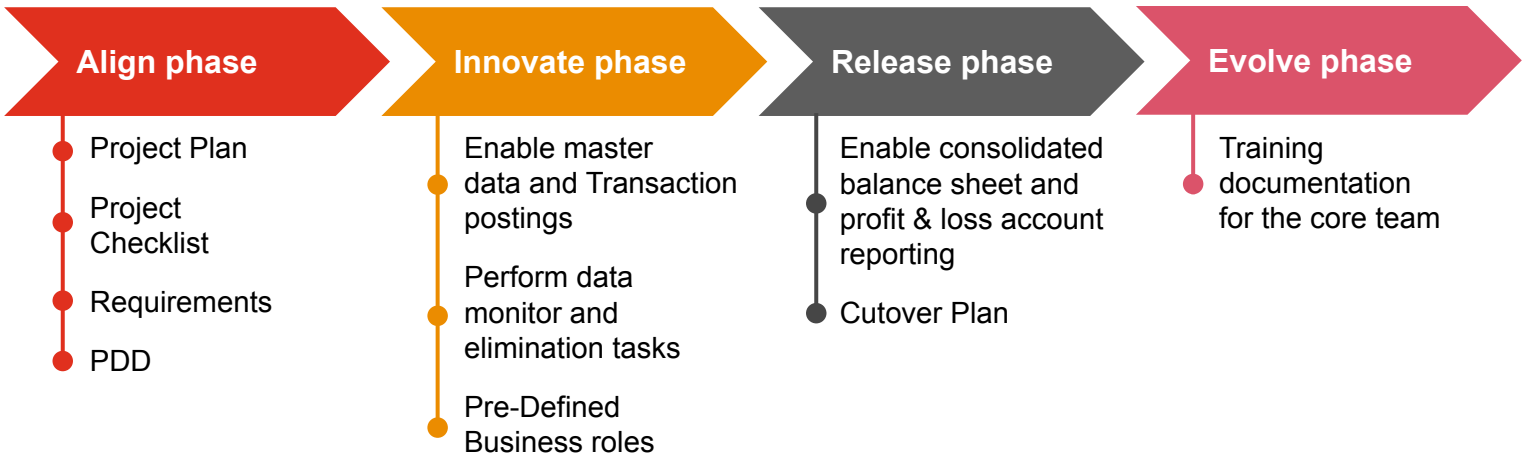 Align phase
Project Plan
Project
Checklist
Requirements
PDD
Innovate phase
Enable master
data and Transaction
postings
Perform data
monitor and
elimination tasks
Pre-Defined
Business roles
Release phase
Enable consolidated
balance sheet and
profit & loss account
reporting
Cutover Plan
Evolve phase
Training
documentation
for the core team